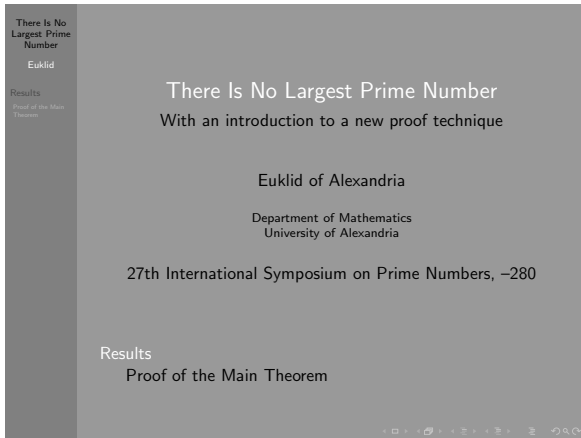 There Is No
Largest Prime
Number
Euklid
Results
Proof of the Main
Theorem
There Is No Largest Prime Number
With an introduction to a new proof technique
Euklid of Alexandria
Department of Mathematics
University of Alexandria
27th International Symposium on Prime Numbers, –280
Results
Proof of the Main Theorem